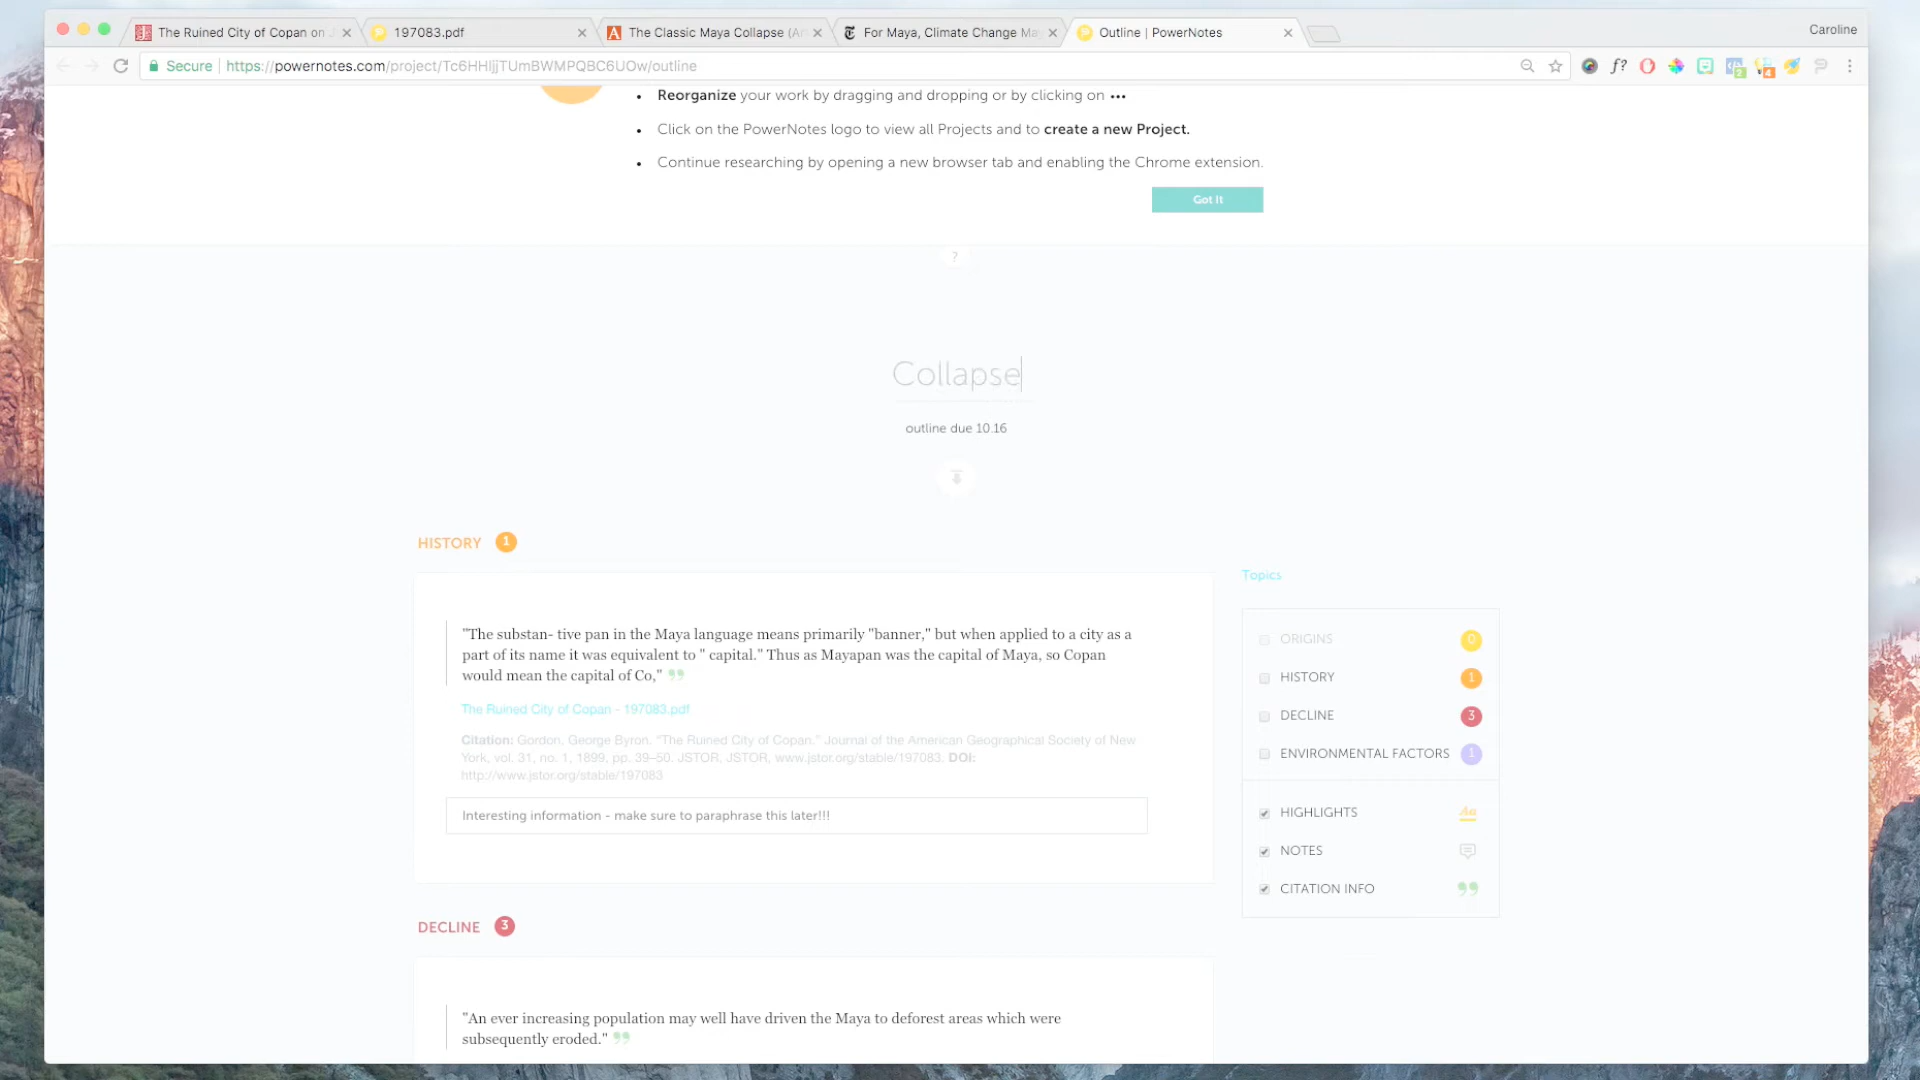 The Ruined City of Copan on J
197083.pdf
The Classic Maya Collapse (Ar
For Maya, Climate Change Ma
Outline | PowerNotes
Caroline
Secure
https://powernotes.com/project/Tc6HHljjTUmBWMPQBC6UOw/outline
f?
2
4
Reorganize your work by dragging and dropping or by clicking on •••
Click on the PowerNotes logo to view all Projects and to create a new Project.
Continue researching by opening a new browser tab and enabling the Chrome extension.
Got It
?
Collapse
outline due 10.16
HISTORY 1
"The substan- tive pan in the Maya language means primarily "banner," but when applied to a city as a
part of its name it was equivalent to " capital." Thus as Mayapan was the capital of Maya, so Copan
would mean the capital of Co,"
The Ruined City of Copan - 197083.pdf
Citation: Gordon, George Byron. "The Ruined City of Copan." Journal of the American Geographical Society of New
York, vol. 31, no. 1, 1899, pp. 39–50. JSTOR, JSTOR, www.jstor.org/stable/197083. DOI:
http://www.jstor.org/stable/197083
Interesting information - make sure to paraphrase this later!!!
DECLINE 3
"An ever increasing population may well have driven the Maya to deforest areas which were
subsequently eroded."
Topics
ORIGINS 0
HISTORY 1
DECLINE 3
ENVIRONMENTAL FACTORS 1
HIGHLIGHTS Aa
NOTES
CITATION INFO